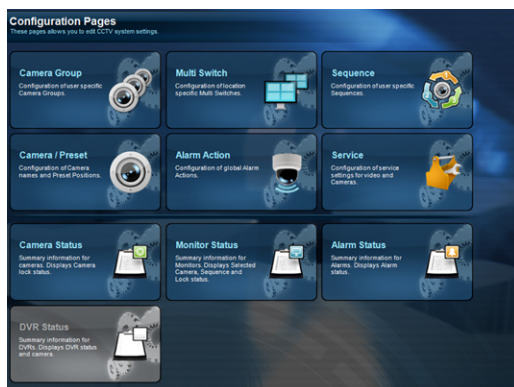 Configuration Pages
These pages allows you to edit CCTV system settings.
Camera Group
Configuration of user specific
Camera Groups.
Multi Switch
Configuration of location
specific Multi Switches.
Sequence
Configuration of user specific
Sequences.
Camera / Preset
Configuration of Camera
names and Preset Positions.
Alarm Action
Configuration of global Alarm
Actions.
Service
Configuration of service
settings for video and
Cameras.
Camera Status
Summary information for
cameras. Displays Camera
lock status.
Monitor Status
Summary information for
Monitors. Displays Selected
Camera, Sequence and
Lock status.
Alarm Status
Summary information for
Alarms. Displays Alarm
status.
DVR Status
Summary information for
DVRs. Displays DVR status
and camera.